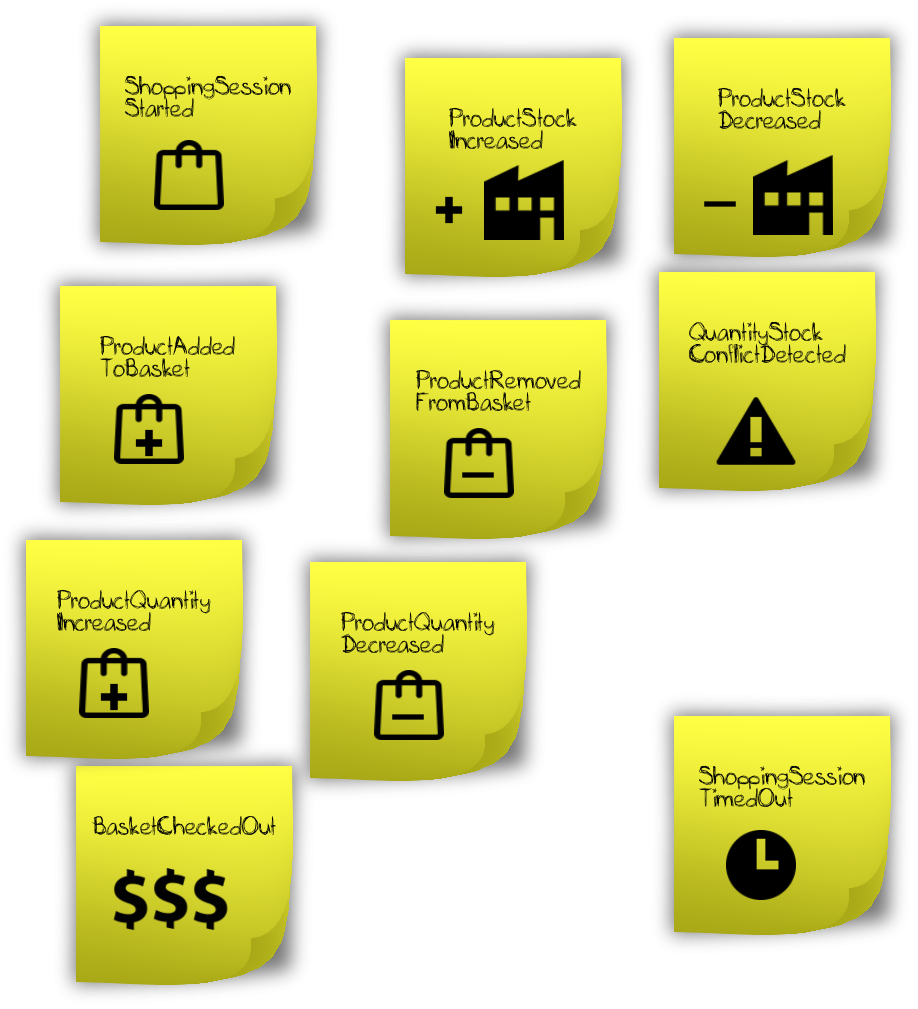 ShoppingSession
Started
ProductStock
Increased
ProductStock
Decreased
ProductAdded
ToBasket
ProductRemoved
FromBasket
QuantityStock
ConflictDetected
ProductQuantity
Increased
ProductQuantity
Decreased
BasketCheckedOut
$$$
ShoppingSession
TimedOut